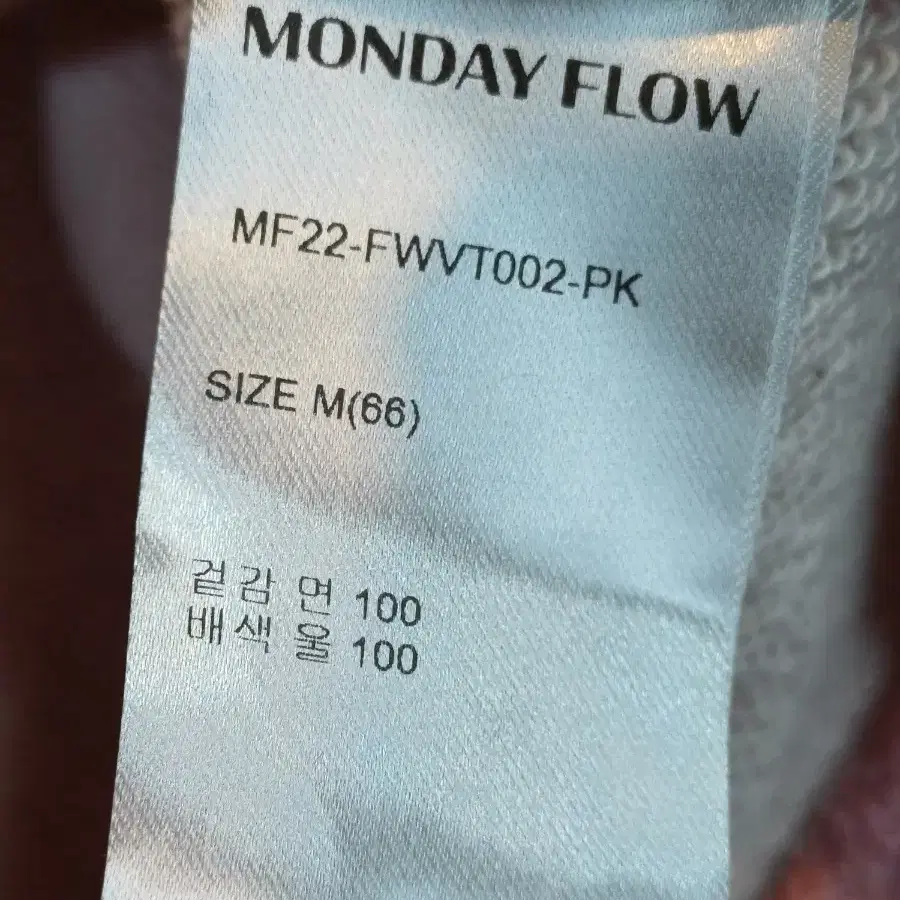 MONDAY FLOW
MF22-FWVT002-PK
SIZE M(66)
겉감 면 100
배색 울 100